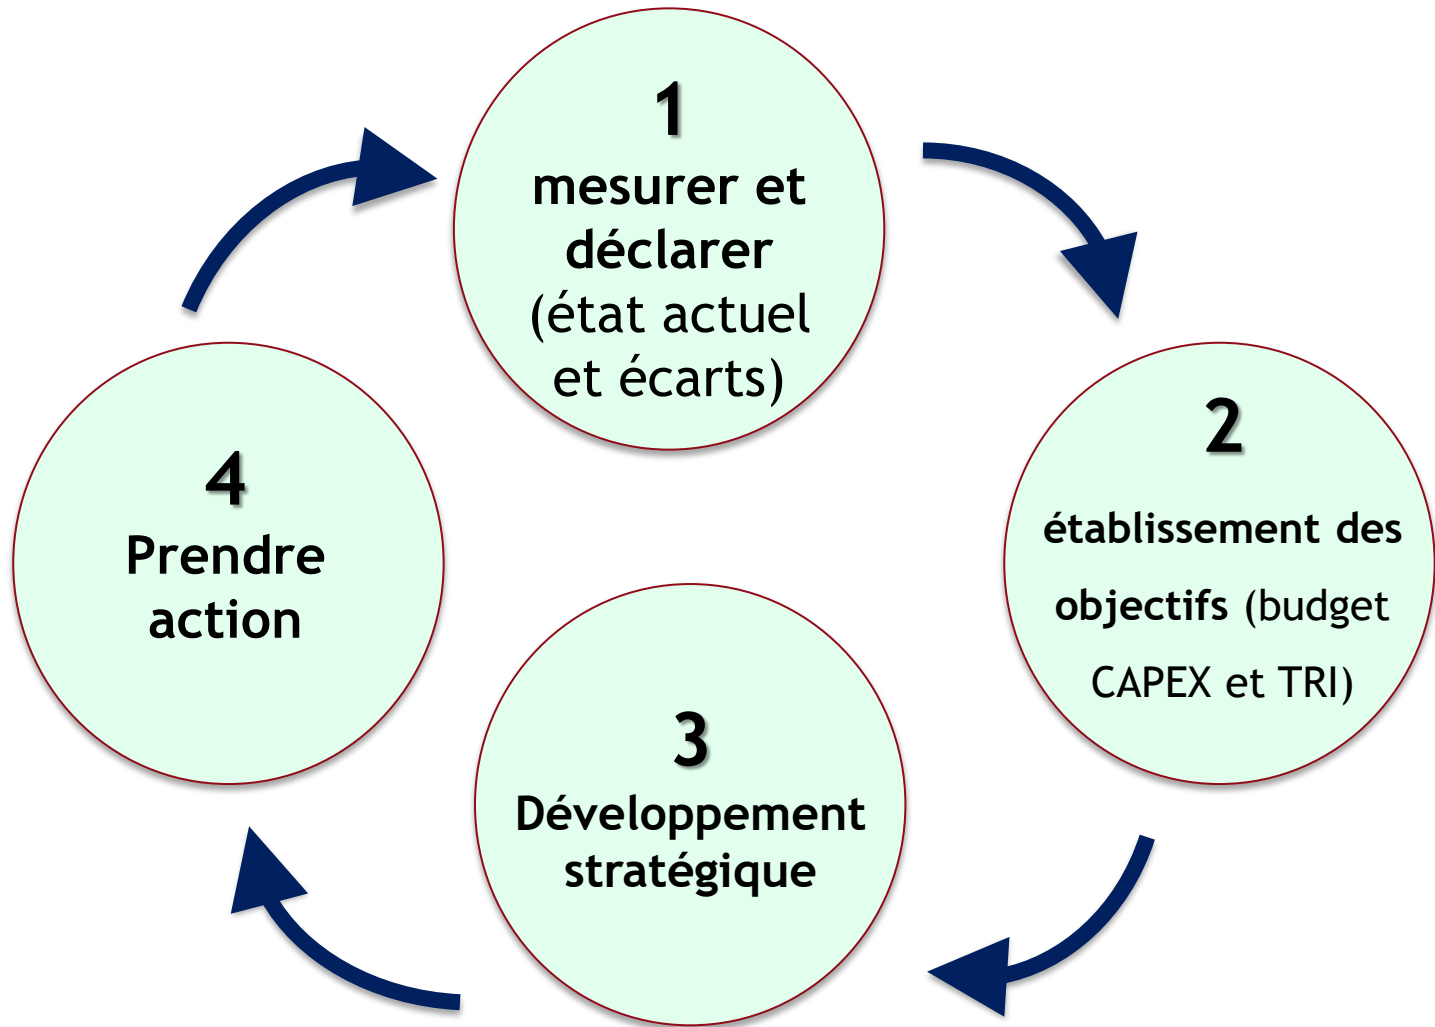 1
mesurer et
déclarer
(état actuel
et écarts)
2
établissement des
objectifs (budget
CAPEX et TRI)
3
Développement
stratégique
4
Prendre
action